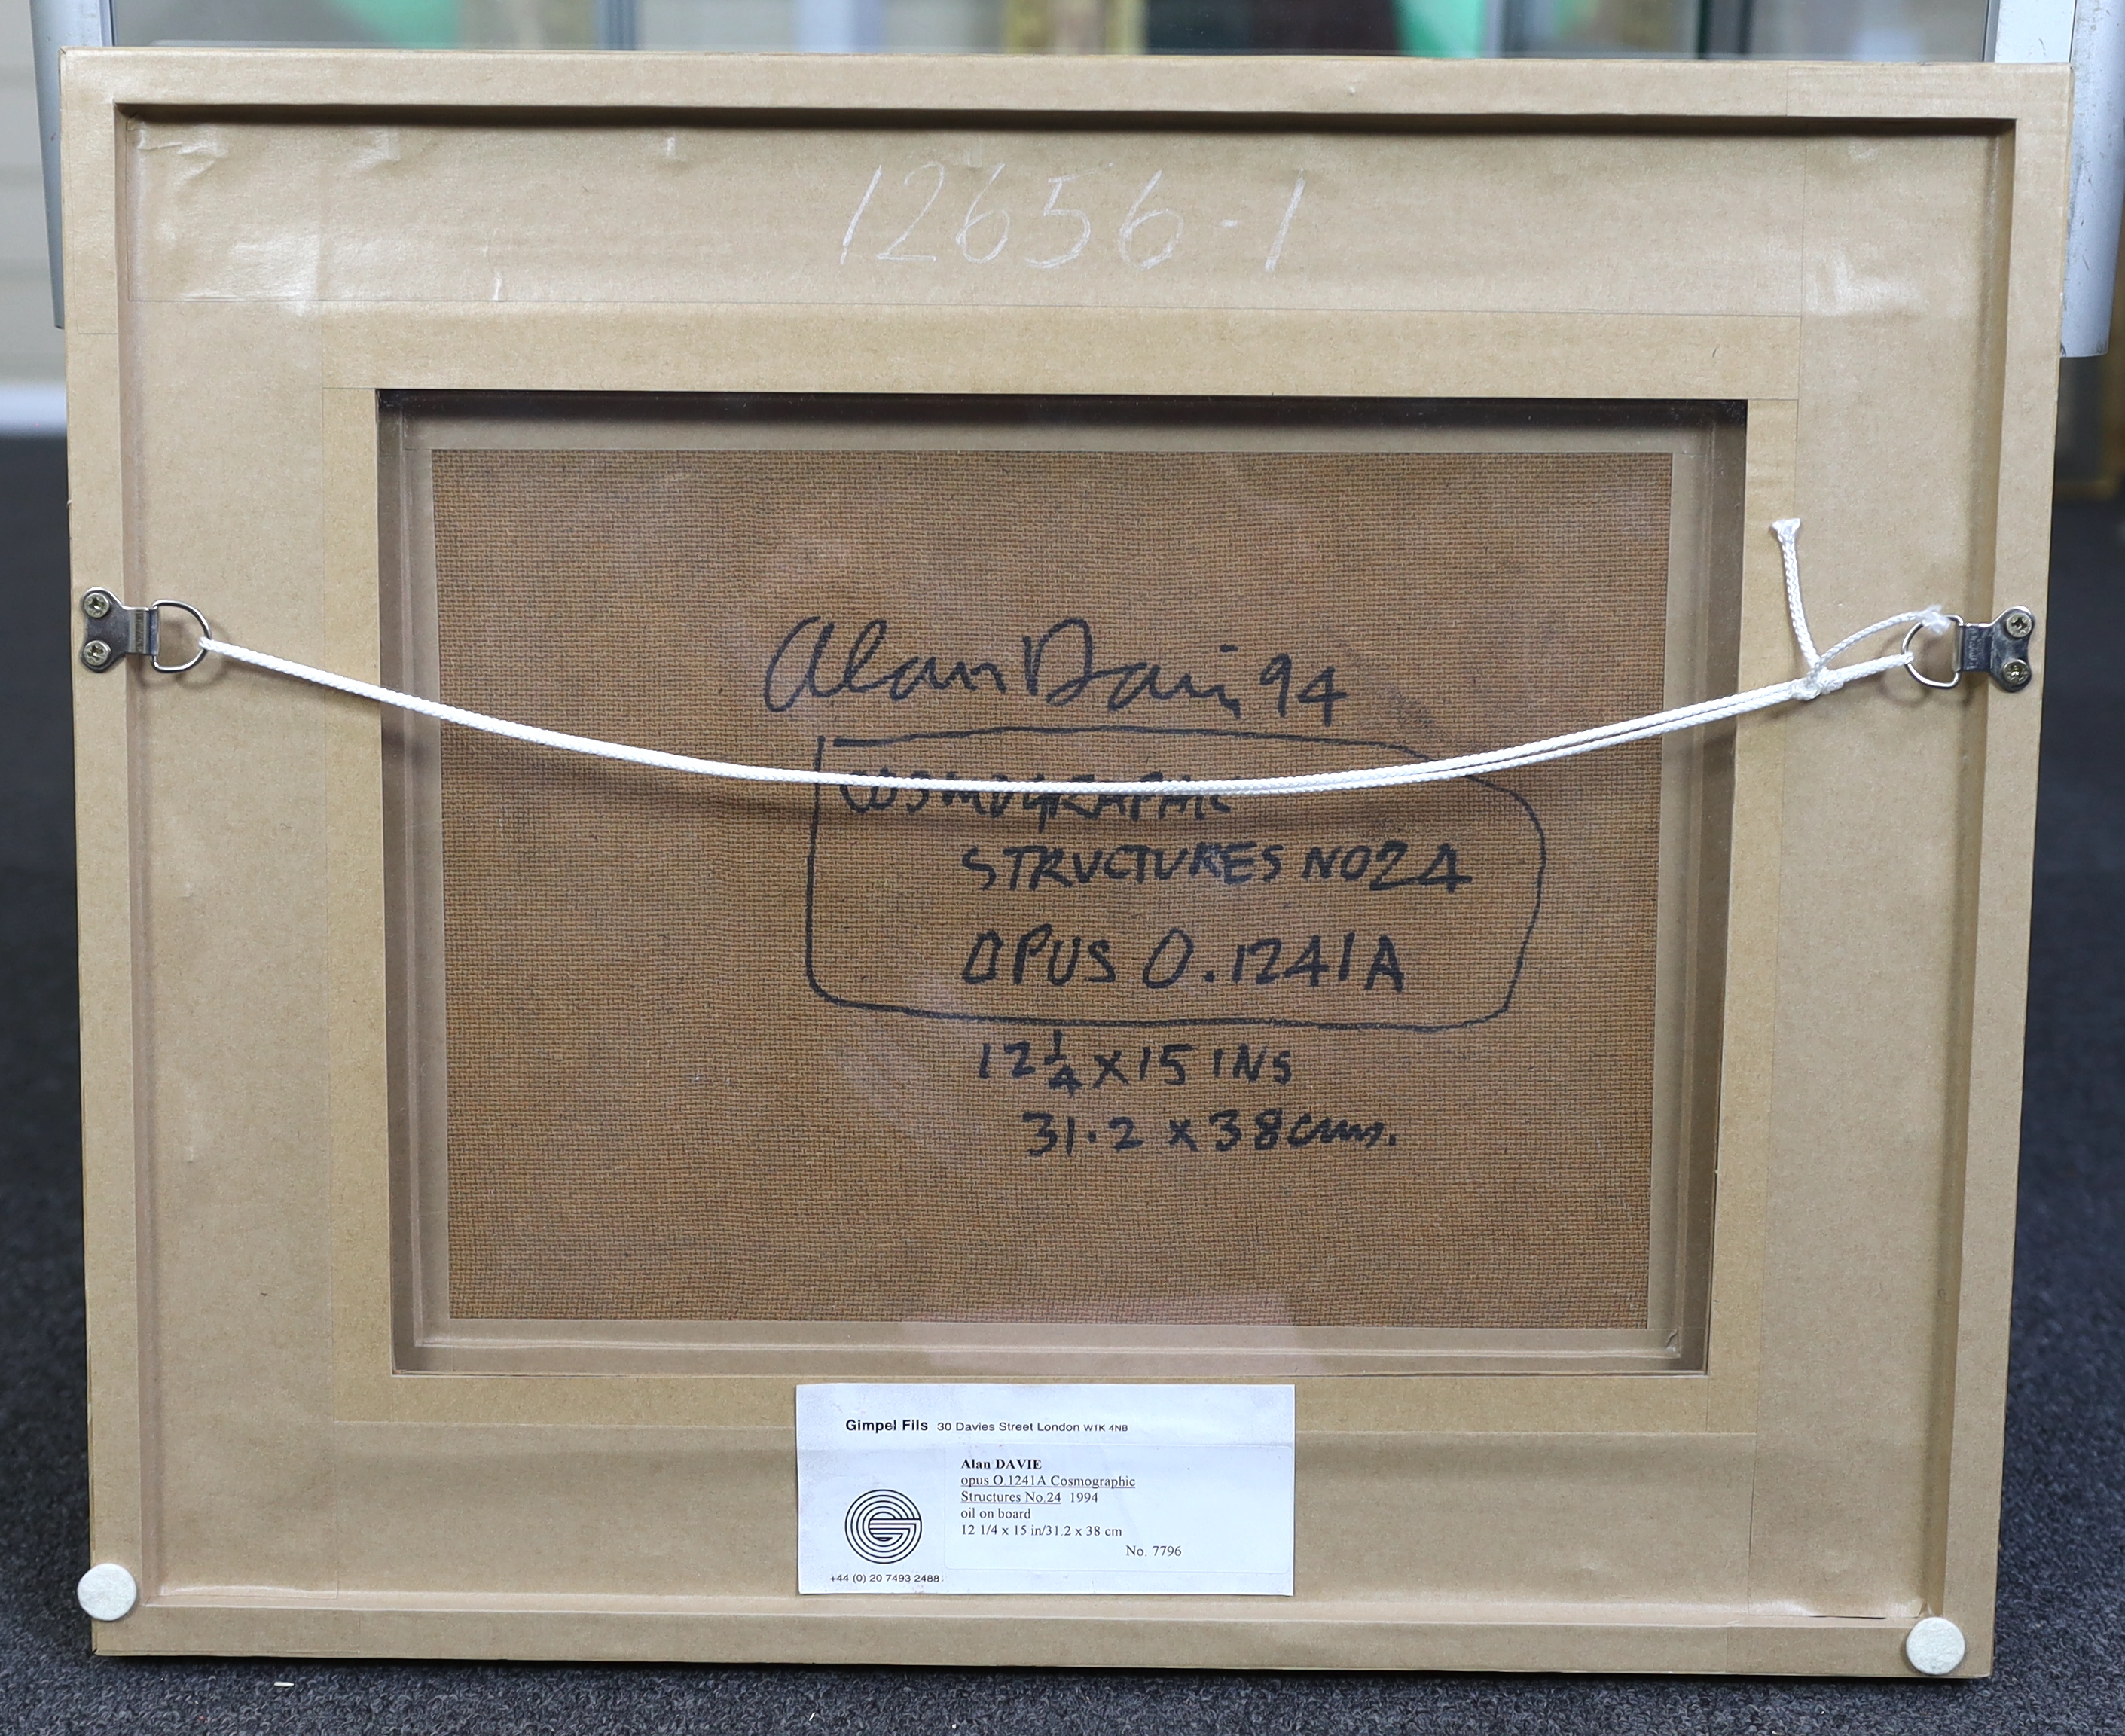 12656-1
Alan Davie 94
COSMOGRAPHIC
STRUCTURES NO24
OPUS O.1241A
12 1/4 X 15 INS
31.2 x 38 cms.
Gimpel Fils 30 Davies Street London W1K 4NB
Alan DAVIE
opus O.1241A Cosmographic
Structures No.24 1994
oil on board
12 1/4 x 15 in/31.2 x 38 cm
No. 7796
+44 (0) 20 7493 2488